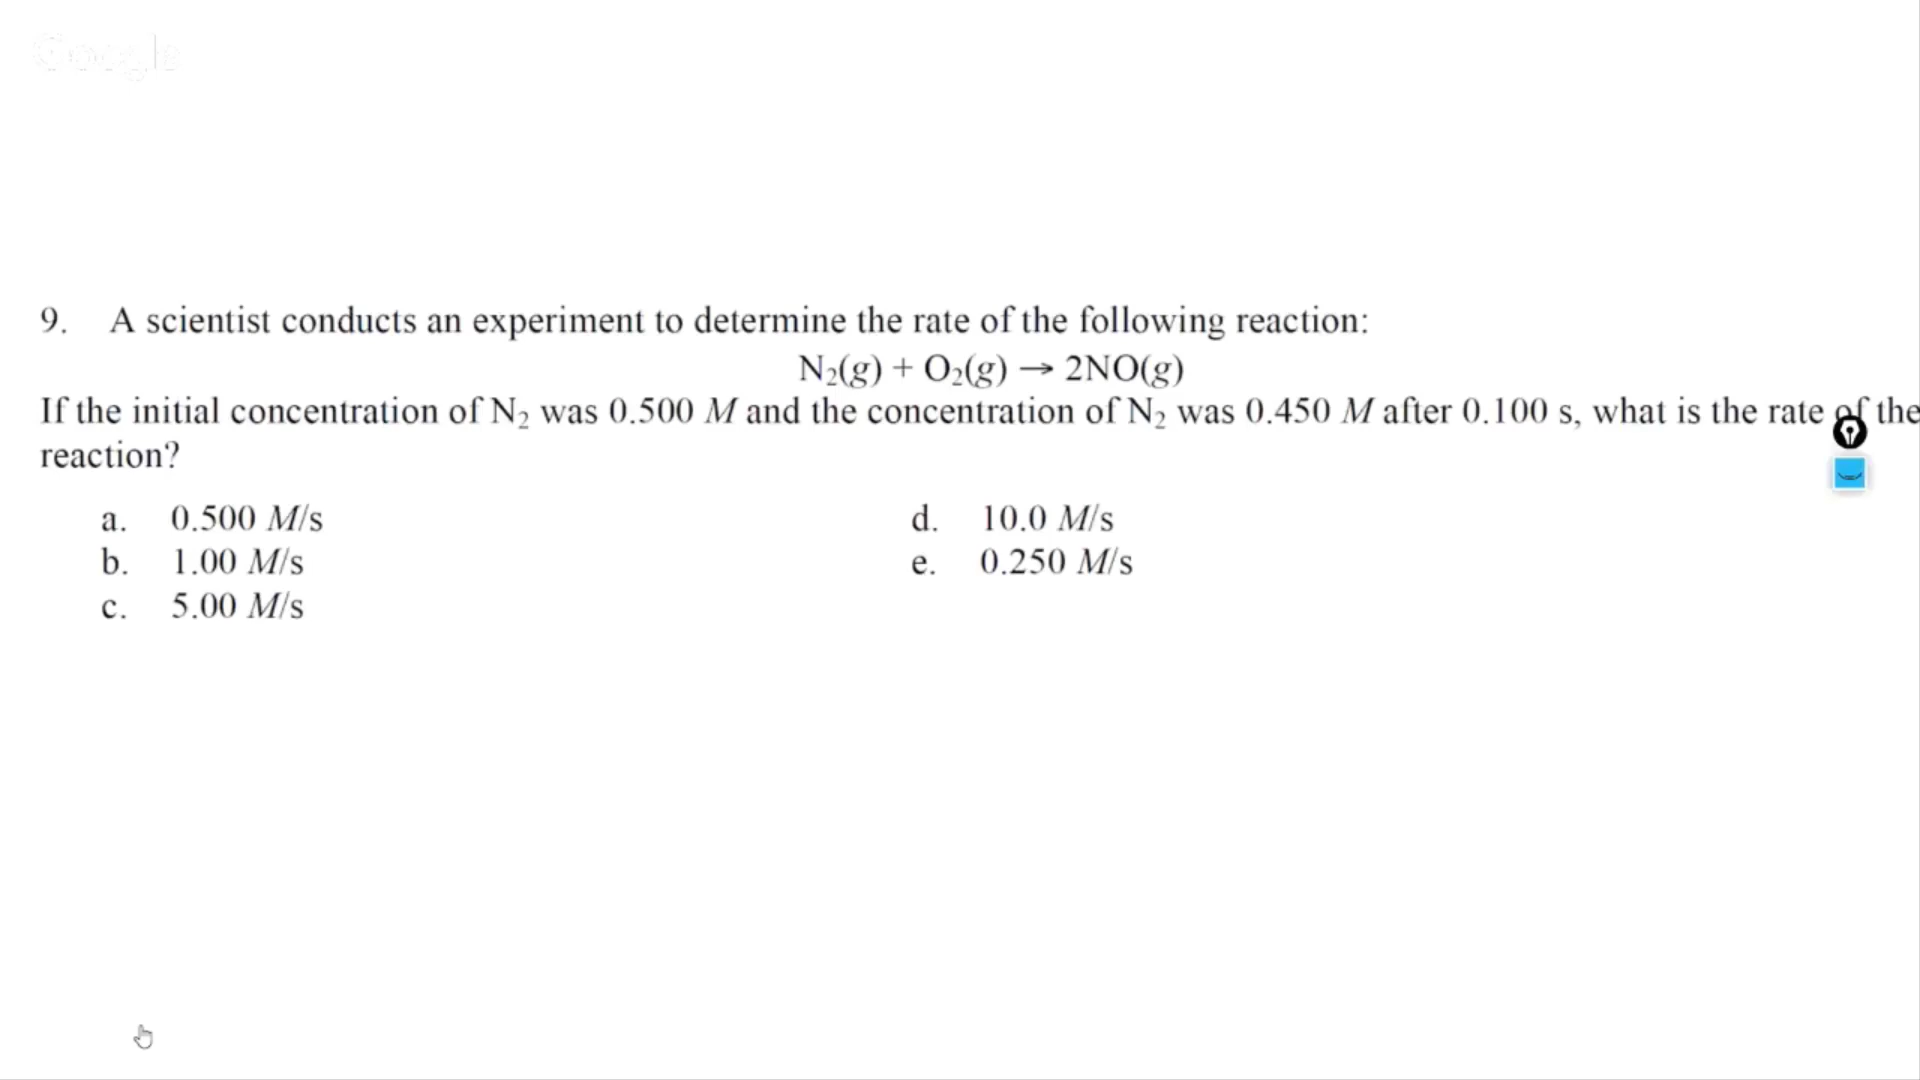 Google
9. A scientist conducts an experiment to determine the rate of the following reaction:
N₂(g) + O₂(g) → 2NO(g)
If the initial concentration of N₂ was 0.500 M and the concentration of N₂ was 0.450 M after 0.100 s, what is the rate of the
reaction?
a. 0.500 M/s
b. 1.00 M/s
c. 5.00 M/s
d. 10.0 M/s
e. 0.250 M/s